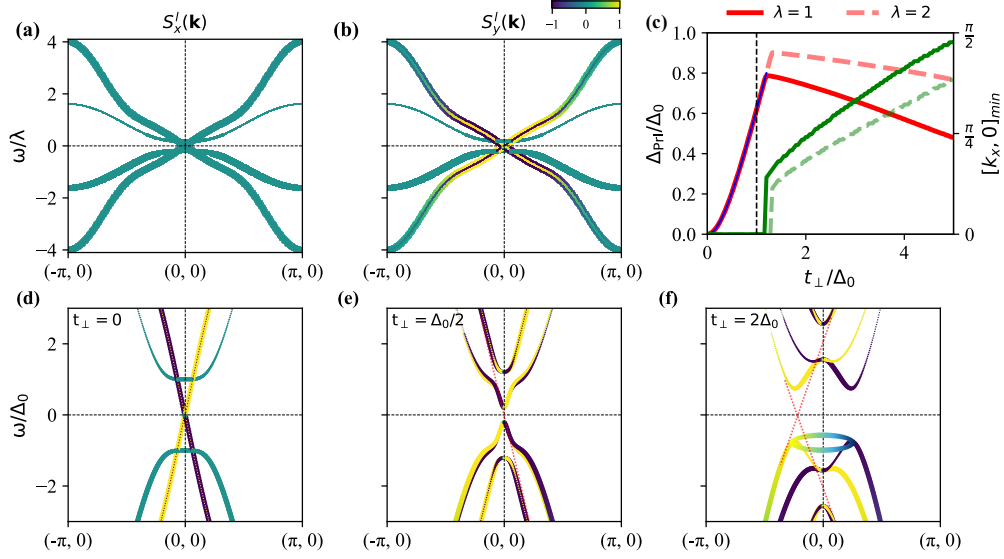 (a) S_x^l(k)
(b) S_y^l(k)
−1 0 1
(c) λ = 1 λ = 2
ω/λ
4
2
0
−2
−4
(-π, 0) (0, 0) (π, 0)
(-π, 0) (0, 0) (π, 0)
Δ_PrI/Δ_0
1.0
0.8
0.6
0.4
0.2
0.0
0 2 4
t_⊥/Δ_0
π/2
π/4
0
[k_x, 0]_min
(d) t_⊥ = 0
(e) t_⊥ = Δ_0/2
(f) t_⊥ = 2Δ_0
ω/Δ_0
2
0
−2
(-π, 0) (0, 0) (π, 0)
(-π, 0) (0, 0) (π, 0)
(-π, 0) (0, 0) (π, 0)